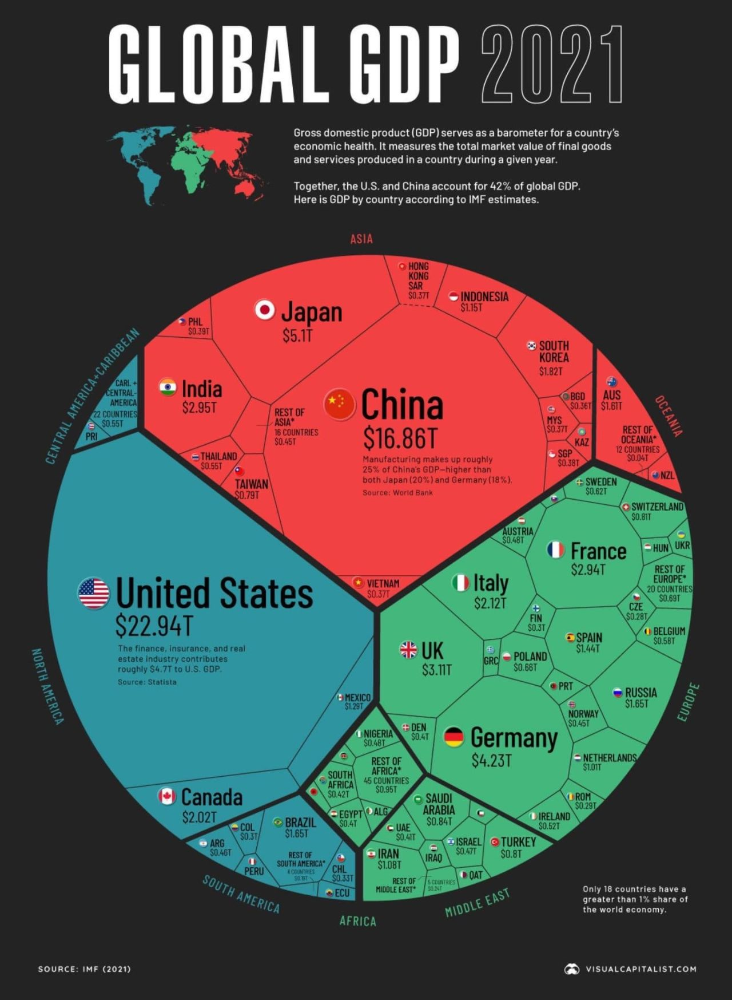 GLOBAL GDP 2021
Gross domestic product (GDP) serves as a barometer for a country's
economic health. It measures the total market value of final goods
and services produced in a country during a given year.
Together, the U.S. and China account for 42% of global GDP.
Here is GDP by country according to IMF estimates.
ASIA
HONG
KONG
SAR
$0.37T
INDONESIA
$1.15T
Japan
$5.1T
PHL
$0.39T
SOUTH
KOREA
$1.82T
India
$2.95T
China
$16.86T
Manufacturing makes up roughly
25% of China's GDP—higher than
both Japan (20%) and Germany (18%).
Source: World Bank
REST OF
ASIA*
16 COUNTRIES
$0.45T
BGD
$0.36T
MYS
$0.37T
KAZ
SGP
$0.38T
THAILAND
$0.55T
TAIWAN
$0.79T
VIETNAM
$0.37T
CENTRAL AMERICA+CARIBBEAN
CARI. +
CENTRAL-
AMERICA
22 COUNTRIES
$0.55T
PRI
OCEANIA
AUS
$1.61T
REST OF
OCEANIA*
12 COUNTRIES
$0.04T
NZL
NORTH AMERICA
United States
$22.94T
The finance, insurance, and real
estate industry contributes
roughly $4.7T to U.S. GDP.
Source: Statista
MEXICO
$1.29T
Canada
$2.02T
EUROPE
SWEDEN
$0.62T
SWITZERLAND
$0.81T
AUSTRIA
$0.48T
France
$2.94T
HUN
UKR
REST OF
EUROPE*
20 COUNTRIES
$0.69T
Italy
$2.12T
CZE
$0.28T
FIN
$0.3T
BELGIUM
$0.58T
SPAIN
$1.44T
UK
$3.11T
GRC
POLAND
$0.66T
PRT
RUSSIA
$1.65T
NORWAY
$0.45T
DEN
$0.4T
Germany
$4.23T
NETHERLANDS
$1.01T
ROM
$0.29T
IRELAND
$0.52T
NIGERIA
$0.48T
REST OF
AFRICA*
45 COUNTRIES
$0.95T
SOUTH
AFRICA
$0.42T
EGYPT
$0.4T
ALG
AFRICA
SAUDI
ARABIA
$0.84T
UAE
$0.41T
ISRAEL
$0.47T
TURKEY
$0.8T
IRAN
$1.08T
IRAQ
QAT
REST OF
MIDDLE EAST*
5 COUNTRIES
$0.24T
MIDDLE EAST
COL
$0.3T
BRAZIL
$1.65T
ARG
$0.46T
PERU
REST OF
SOUTH AMERICA*
6 COUNTRIES
$0.19T
CHL
$0.33T
ECU
SOUTH AMERICA
Only 18 countries have a
greater than 1% share of
the world economy.
SOURCE: IMF (2021)
VISUALCAPITALIST.COM